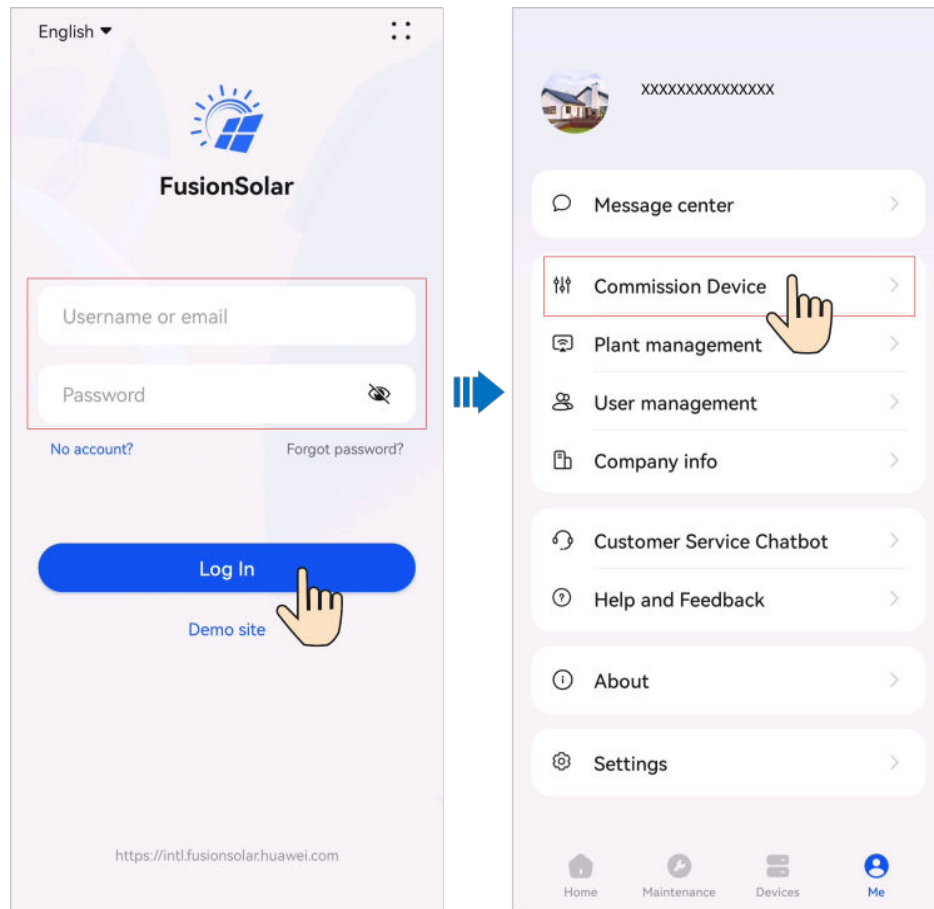 English
FusionSolar
Username or email
Password
No account?
Forgot password?
Log In
Demo site
https://intl.fusionsolar.huawei.com
xxxxxxxxxxxxxxx
Message center
Commission Device
Plant management
User management
Company info
Customer Service Chatbot
Help and Feedback
About
Settings
Home
Maintenance
Devices
Me